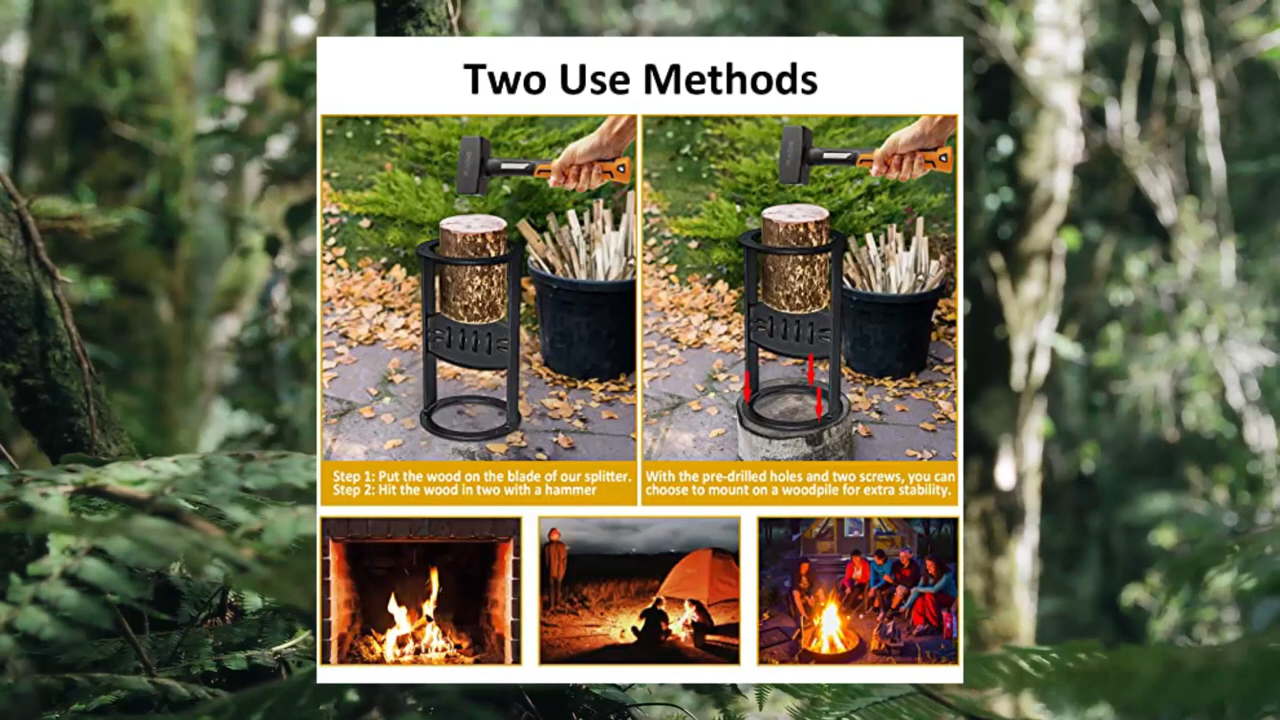 Two Use Methods
Step 1: Put the wood on the blade of our splitter.
Step 2: Hit the wood in two with a hammer
With the pre-drilled holes and two screws, you can
choose to mount on a woodpile for extra stability.